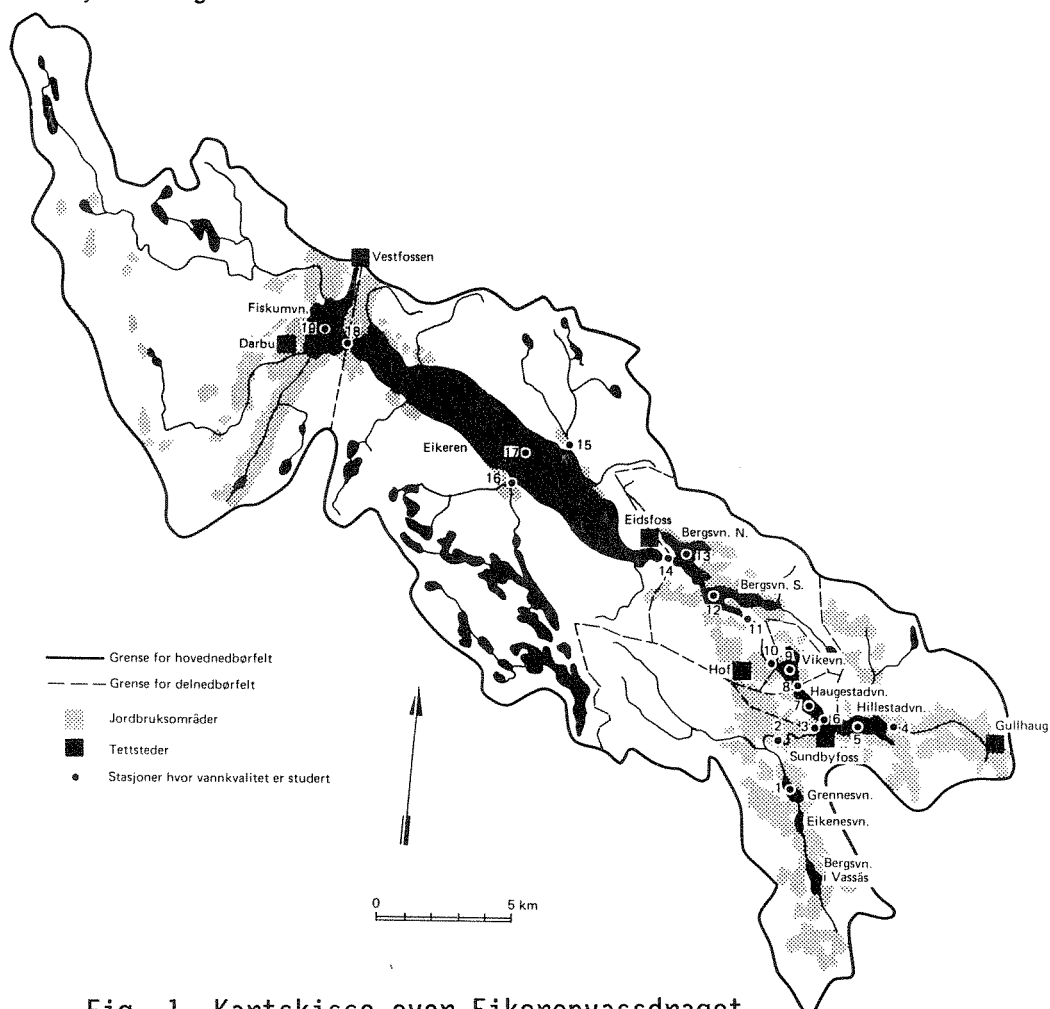 Vestfossen
Fiskumvn.
19
18
Darbu
15
Eikeren
17
16
Eidsfoss
Bergsvn. N.
13
14
Bergsvn. S.
12
11
10
9
Hof
Vikevn.
8
Haugestadvn.
7
Hillestadvn.
6
2
3
5
4
Gullhaug
Sundbyfoss
1
Grennesvn.
Eikenesvn.
Bergsvn.
i Vassås
Grense for hovednedbørfelt
Grense for delnedbørfelt
Jordbruksområder
Tettsteder
Stasjoner hvor vannkvalitet er studert
0
5 km
Fig. 1 Kartskisse over Eikerenvassdraget